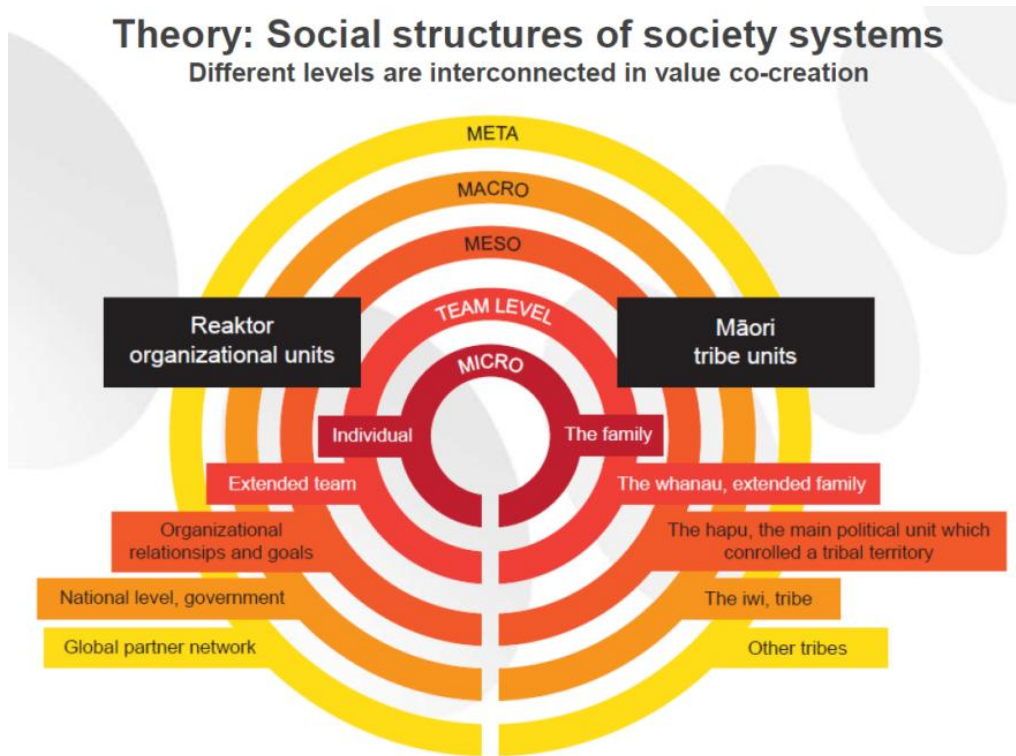 Theory: Social structures of society systems
Different levels are interconnected in value co-creation
META
MACRO
MESO
TEAM LEVEL
MICRO
Reaktor
organizational units
Māori
tribe units
Individual
The family
Extended team
The whanau, extended family
Organizational
relationsips and goals
The hapu, the main political unit which
conrolled a tribal territory
National level, government
The iwi, tribe
Global partner network
Other tribes